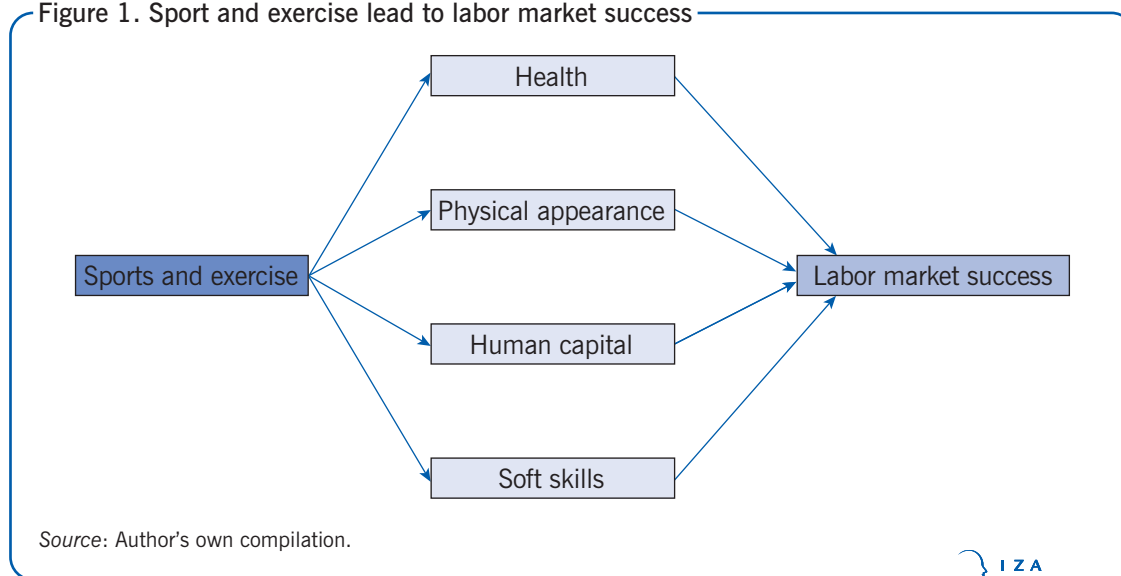 Figure 1. Sport and exercise lead to labor market success
Health
Physical appearance
Sports and exercise
Labor market success
Human capital
Soft skills
Source: Author's own compilation.
I Z A